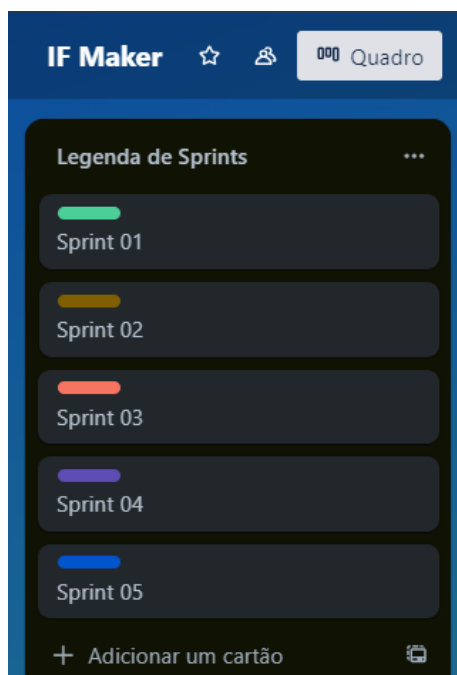 IF Maker Quadro
Legenda de Sprints
Sprint 01
Sprint 02
Sprint 03
Sprint 04
Sprint 05
Adicionar um cartão